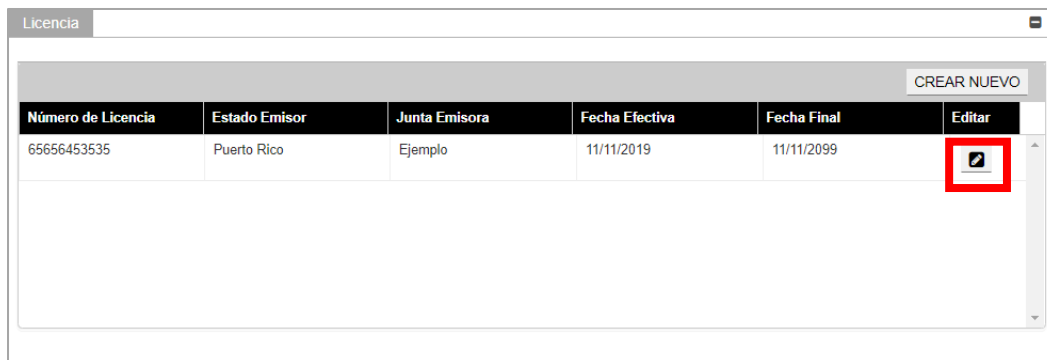 Licencia
CREAR NUEVO
Número de Licencia Estado Emisor Junta Emisora Fecha Efectiva Fecha Final Editar
65656453535 Puerto Rico Ejemplo 11/11/2019 11/11/2099